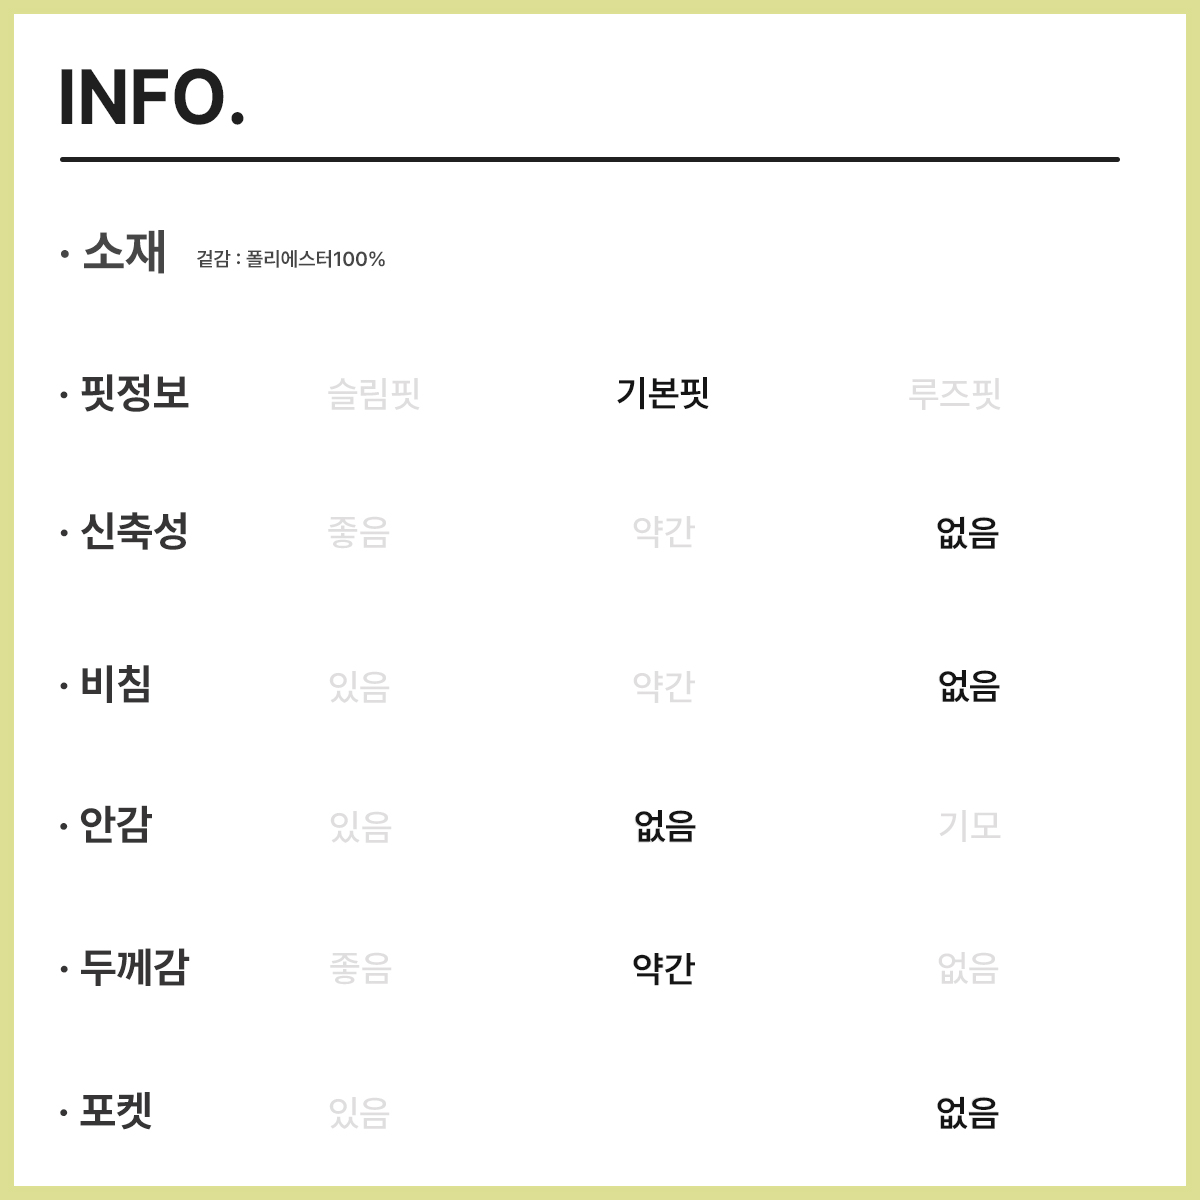 INFO.
· 소재 겉감 : 폴리에스터100%
· 핏정보 슬림핏 기본핏 루즈핏
· 신축성 좋음 약간 없음
· 비침 있음 약간 없음
· 안감 있음 없음 기모
· 두께감 좋음 약간 없음
· 포켓 있음 없음